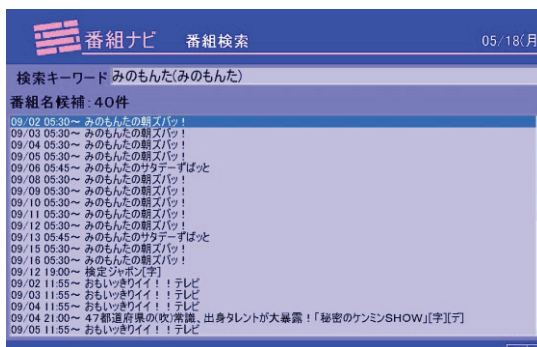 番組ナビ 番組検索 05/18(月
検索キーワード みのもんた(みのもんた)
番組名候補:40件
09/02 05:30～ みのもんたの朝ズバッ!
09/03 05:30～ みのもんたの朝ズバッ!
09/04 05:30～ みのもんたの朝ズバッ!
09/05 05:30～ みのもんたの朝ズバッ!
09/06 05:45～ みのもんたのサタデーずばッと
09/08 05:30～ みのもんたの朝ズバッ!
09/09 05:30～ みのもんたの朝ズバッ!
09/10 05:30～ みのもんたの朝ズバッ!
09/11 05:30～ みのもんたの朝ズバッ!
09/12 05:30～ みのもんたの朝ズバッ!
09/13 05:45～ みのもんたのサタデーずばッと
09/15 05:30～ みのもんたの朝ズバッ!
09/16 05:30～ みのもんたの朝ズバッ!
09/12 19:00～ 検定ジャポン[字]
09/02 11:55～ おもいッきりイイ!!テレビ
09/03 11:55～ おもいッきりイイ!!テレビ
09/04 11:55～ おもいッきりイイ!!テレビ
09/04 21:00～ 47都道府県の(吹)常識、出身タレントが大暴露!「秘密のケンミンSHOW」[字][デ]
09/05 11:55～ おもいッきりイイ!!テレビ